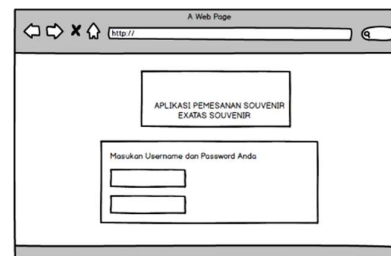 A Web Page
http://
APLIKASI PEMESANAN SOUVENIR
EXATAS SOUVENIR
Masukan Username dan Password Anda